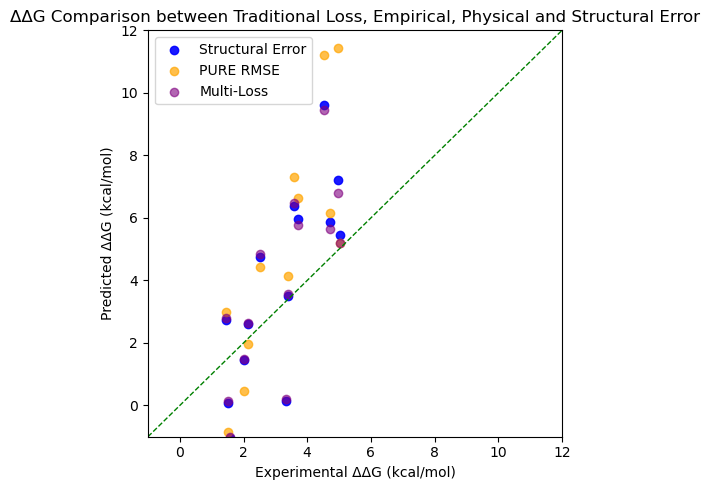 ΔΔG Comparison between Traditional Loss, Empirical, Physical and Structural Error
Structural Error
PURE RMSE
Multi-Loss
Predicted ΔΔG (kcal/mol)
12
10
8
6
4
2
0
0 2 4 6 8 10 12
Experimental ΔΔG (kcal/mol)